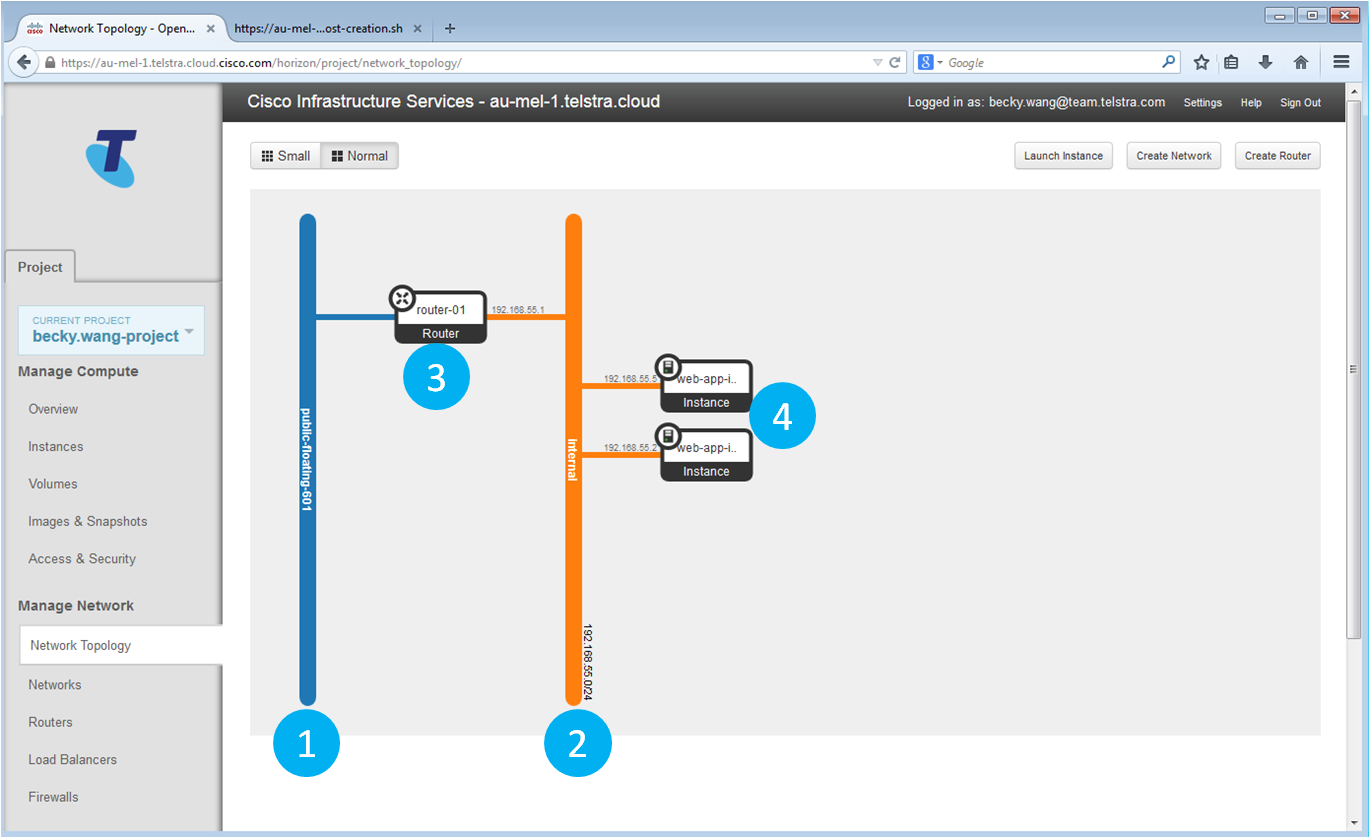 Network Topology - Open...
https://au-mel-...ost-creation.sh
https://au-mel-1.telstra.cloud.cisco.com/horizon/project/network_topology/
Google
Cisco Infrastructure Services - au-mel-1.telstra.cloud
Logged in as: becky.wang@team.telstra.com
Settings
Help
Sign Out
Small
Normal
Launch Instance
Create Network
Create Router
Project
CURRENT PROJECT
becky.wang-project
Manage Compute
Overview
Instances
Volumes
Images & Snapshots
Access & Security
Manage Network
Network Topology
Networks
Routers
Load Balancers
Firewalls
public-floating-601
router-01
Router
192.168.55.1
3
Internal
192.168.55.0/24
192.168.55.5
web-app-i..
Instance
4
192.168.55.2
web-app-i..
Instance
1
2